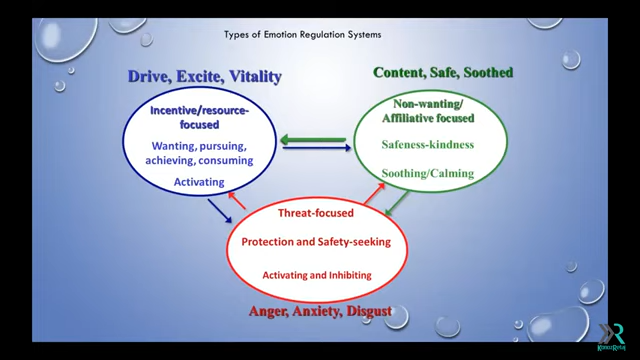 Types of Emotion Regulation Systems
Drive, Excite, Vitality
Content, Safe, Soothed
Incentive/resource-
focused
Wanting, pursuing,
achieving, consuming
Activating
Non-wanting/
Affiliative focused
Safeness-kindness
Soothing/Calming
Threat-focused
Protection and Safety-seeking
Activating and Inhibiting
Anger, Anxiety, Disgust